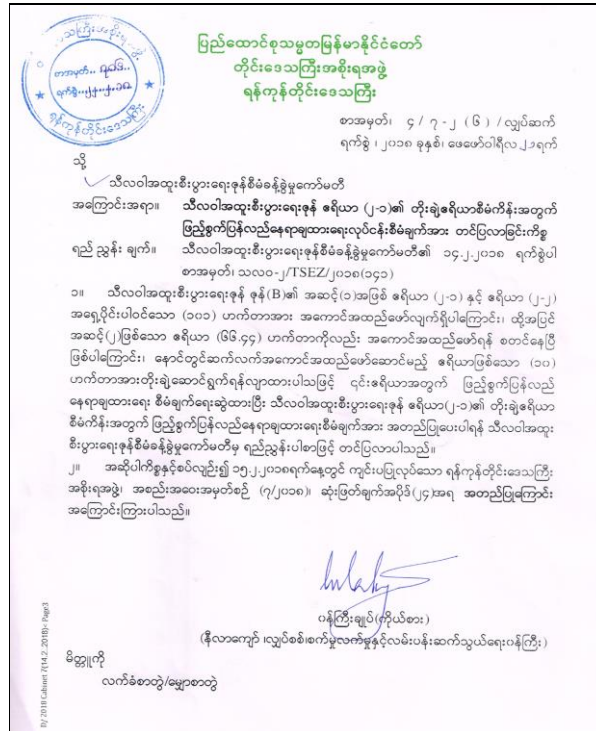 ပြည်ထောင်စုသမ္မတမြန်မာနိုင်ငံတော်
တိုင်းဒေသကြီးအစိုးရအဖွဲ့
ရန်ကုန်တိုင်းဒေသကြီး
ရန်ကုန်တိုင်းဒေသကြီး
စာအမှတ်၊ ၄ / ၇ - ၂ ( ၆ ) / လျှပ်ဆက်
ရက်စွဲ ၊ ၂၀၁၈ ခုနှစ်၊ ဖေဖော်ဝါရီလ ၂၁ရက်
သို့
သီလဝါအထူးစီးပွားရေးဇုန်စီမံခန့်ခွဲမှုကော်မတီ
အကြောင်းအရာ။ သီလဝါအထူးစီးပွားရေးဇုန် ဧရိယာ (၂-၁)၏ တိုးချဲ့ဧရိယာစီမံကိန်းအတွက်
ဖြည့်စွက်ပြန်လည်နေရာချထားရေးလုပ်ငန်းစီမံချက်အား တင်ပြလာခြင်းကိစ္စ
ရည် ညွှန်း ချက်။ သီလဝါအထူးစီးပွားရေးဇုန်စီမံခန့်ခွဲမှုကော်မတီ၏ ၁၄.၂.၂၀၁၈ ရက်စွဲပါ
စာအမှတ်၊ သလဝ-၂/TSEZ/၂၀၁၈(၁၄၁)
၁။ သီလဝါအထူးစီးပွားရေးဇုန် ဇုန်(B)၏ အဆင့်(၁)အဖြစ် ဧရိယာ (၂-၁) နှင့် ဧရိယာ (၂-၂)
အရှေ့ပိုင်းပါဝင်သော (၁၀၁) ဟက်တာအား အကောင်အထည်ဖော်လျက်ရှိပါကြောင်း၊ ထို့အပြင်
အဆင့်(၂)ဖြစ်သော ဧရိယာ (၆၆.၄၄) ဟက်တာကိုလည်း အကောင်အထည်ဖော်ရန် စတင်နေပြီ
ဖြစ်ပါကြောင်း၊ နောင်တွင်ဆက်လက်အကောင်အထည်ဖော်ဆောင်မည့် ဧရိယာဖြစ်သော (၁၀)
ဟက်တာအားတိုးချဲ့ဆောင်ရွက်ရန်လျာထားပါသဖြင့် ၎င်းဧရိယာအတွက် ဖြည့်စွက်ပြန်လည်
နေရာချထားရေး စီမံချက်ရေးဆွဲထားပြီး သီလဝါအထူးစီးပွားရေးဇုန် ဧရိယာ(၂-၁)၏ တိုးချဲ့ဧရိယာ
စီမံကိန်းအတွက် ဖြည့်စွက်ပြန်လည်နေရာချထားရေးစီမံချက်အား အတည်ပြုပေးပါရန် သီလဝါအထူး
စီးပွားရေးဇုန်စီမံခန့်ခွဲမှုကော်မတီမှ ရည်ညွှန်းပါစာဖြင့် တင်ပြလာပါသည်။
၂။ အဆိုပါကိစ္စနှင့်စပ်လျဉ်း၍ ၁၅.၂.၂၀၁၈ရက်နေ့တွင် ကျင်းပပြုလုပ်သော ရန်ကုန်တိုင်းဒေသကြီး
အစိုးရအဖွဲ့၊ အစည်းအဝေးအမှတ်စဉ် (၇/၂၀၁၈)၊ ဆုံးဖြတ်ချက်အပိုဒ်(၂၄)အရ အတည်ပြုကြောင်း
အကြောင်းကြားပါသည်။
ဝန်ကြီးချုပ်(ကိုယ်စား)
(နီလာကျော် ၊လျှပ်စစ်၊စက်မှုလက်မှုနှင့်လမ်းပန်းဆက်သွယ်ရေးဝန်ကြီး)
မိတ္တူကို
လက်ခံစာတွဲ/မျှောစာတွဲ
D/ 2018 Cabinet 7(14.2. 2018)< Page3